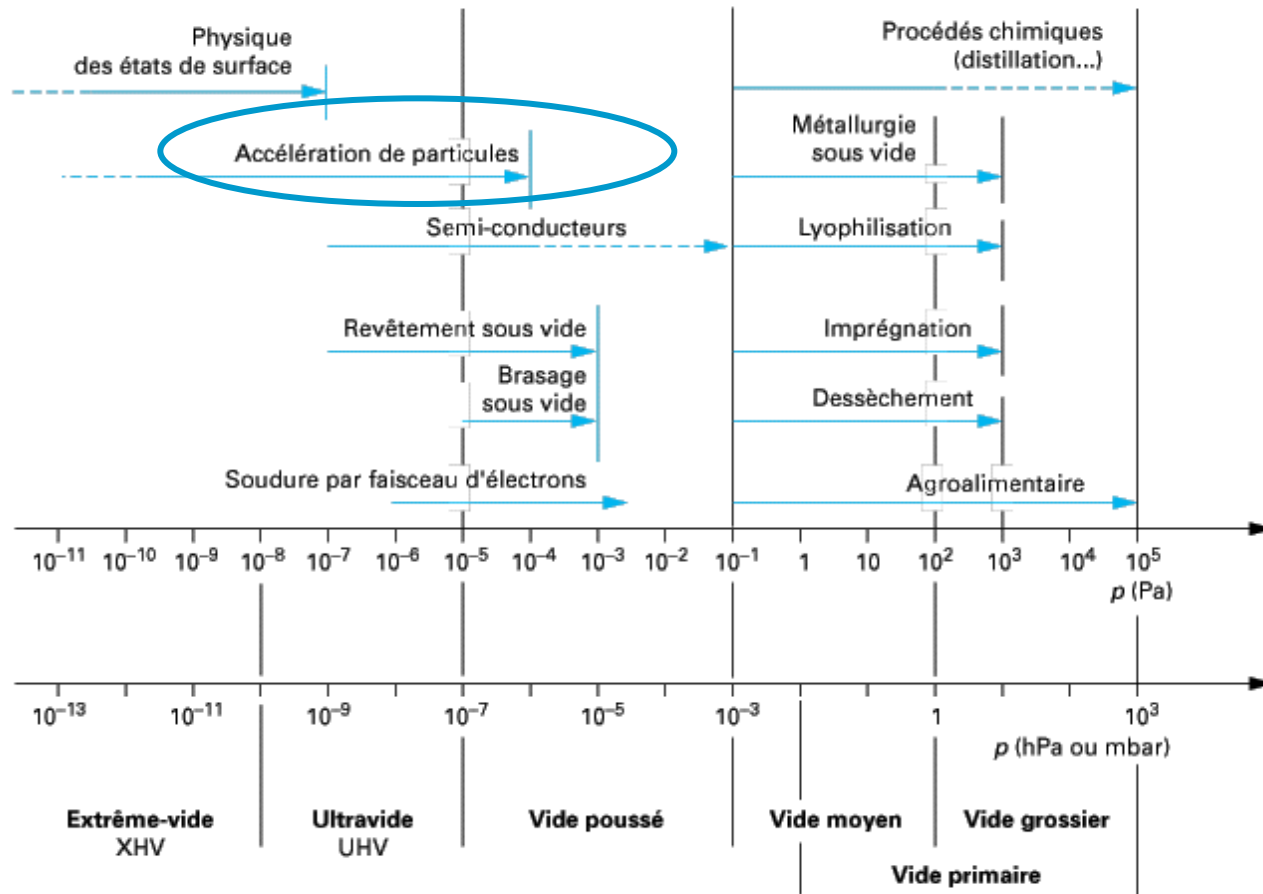 Physique
des états de surface
Procédés chimiques
(distillation...)
Accélération de particules
Métallurgie
sous vide
Semi-conducteurs
Lyophilisation
Revêtement sous vide
Imprégnation
Brasage
sous vide
Dessèchement
Soudure par faisceau d'électrons
Agroalimentaire
10⁻¹¹ 10⁻¹⁰ 10⁻⁹ 10⁻⁸ 10⁻⁷ 10⁻⁶ 10⁻⁵ 10⁻⁴ 10⁻³ 10⁻² 10⁻¹ 1 10 10² 10³ 10⁴ 10⁵
p (Pa)
10⁻¹³ 10⁻¹¹ 10⁻⁹ 10⁻⁷ 10⁻⁵ 10⁻³ 1 10³
p (hPa ou mbar)
Extrême-vide Ultravide Vide poussé Vide moyen Vide grossier
XHV UHV
Vide primaire